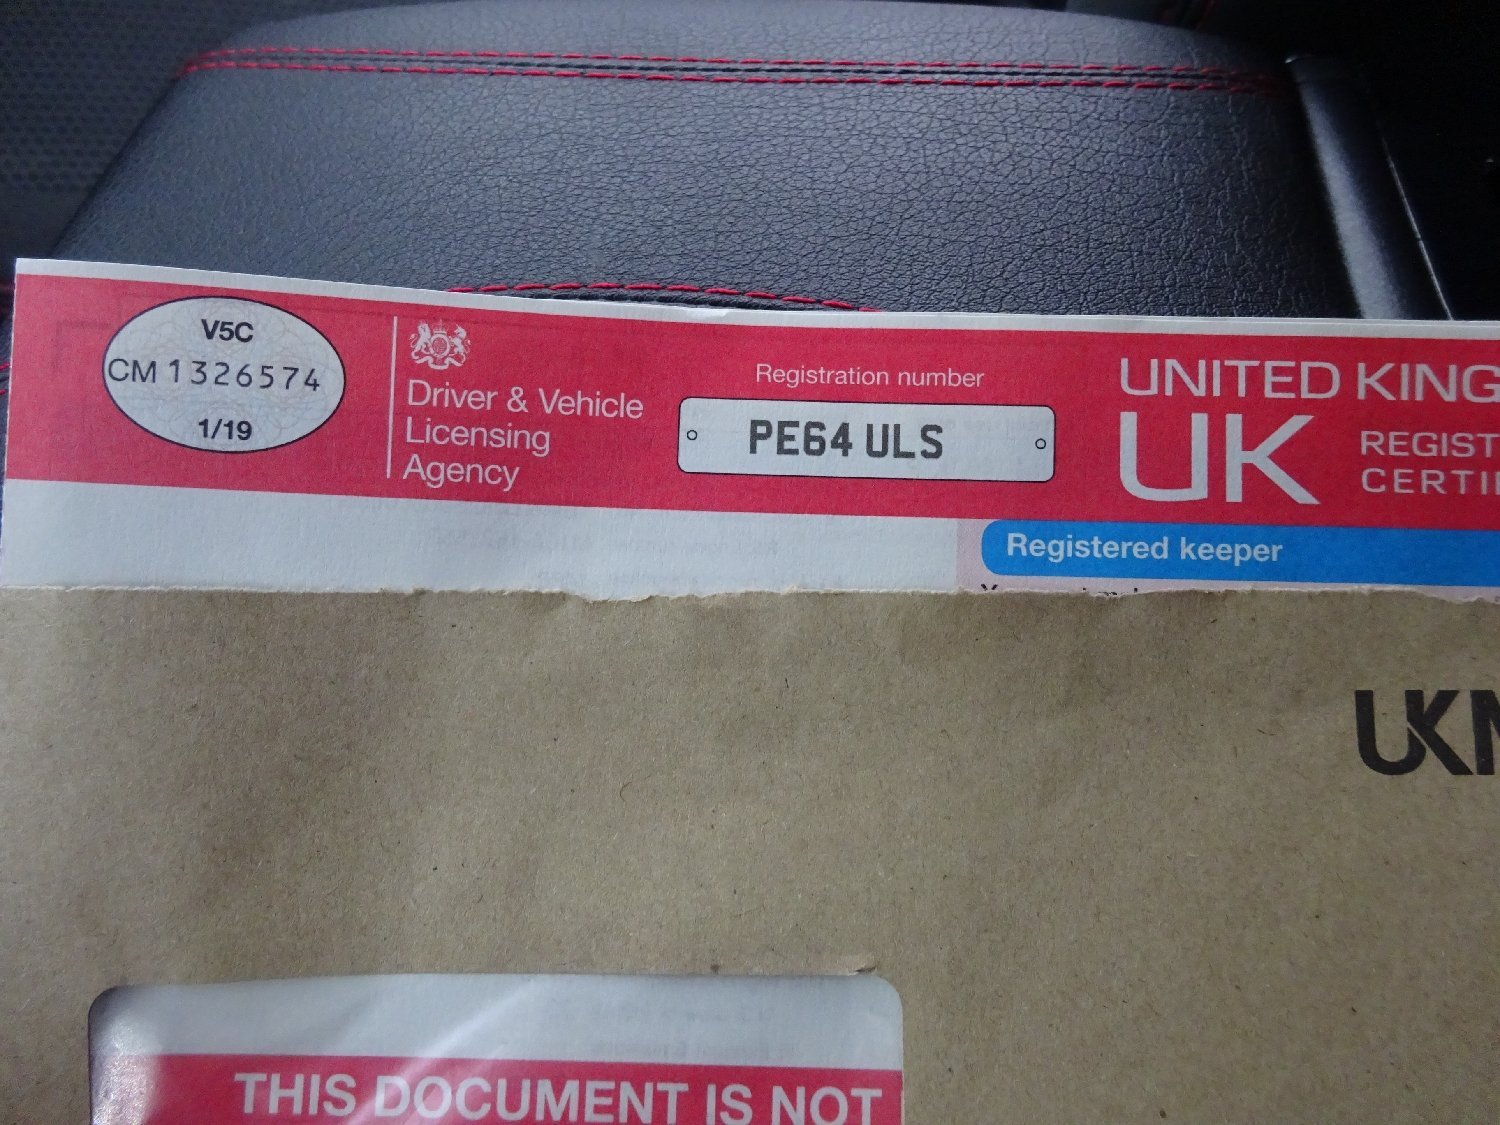 V5C
CM 1326574
1/19
Driver & Vehicle
Licensing
Agency
Registration number
PE64 ULS
UNITED KING
UK
REGIST
CERTI
Registered keeper
UK
THIS DOCUMENT IS NOT